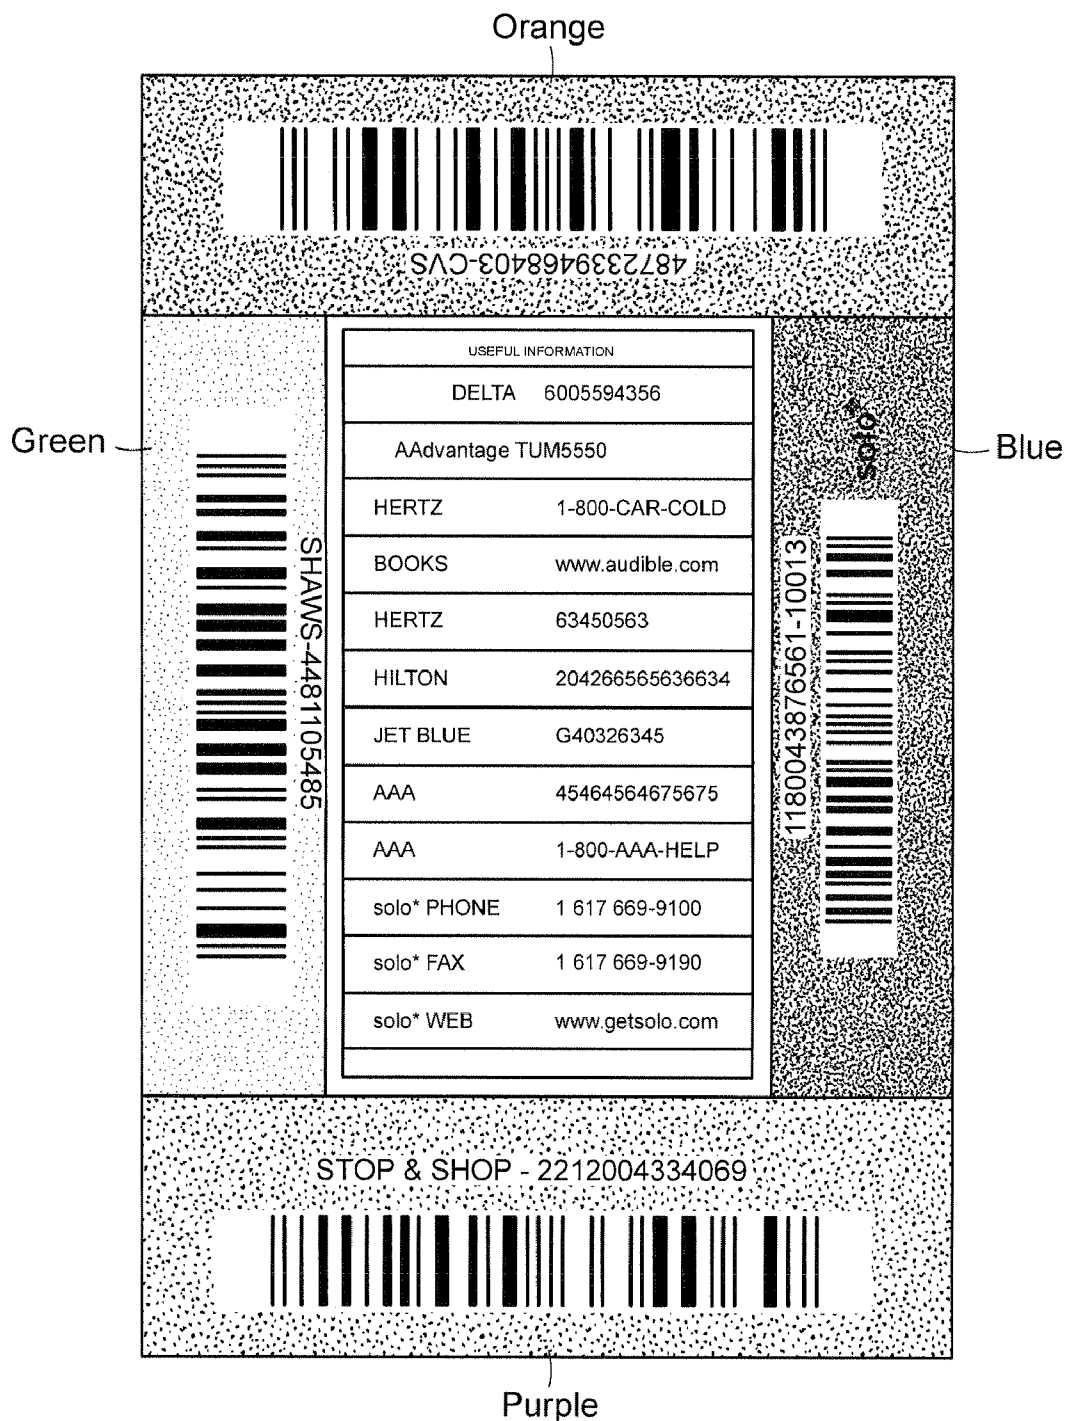 Orange
4872339468403-CVS
Green
Blue
SHAWS-4481105485
USEFUL INFORMATION
DELTA 6005594356
AAdvantage TUM5550
HERTZ 1-800-CAR-COLD
BOOKS www.audible.com
HERTZ 63450563
HILTON 204266565636634
JET BLUE G40326345
AAA 45464564675675
AAA 1-800-AAA-HELP
solo* PHONE 1 617 669-9100
solo* FAX 1 617 669-9190
solo* WEB www.getsolo.com
solo*
1180043876561-10013
STOP & SHOP - 2212004334069
Purple